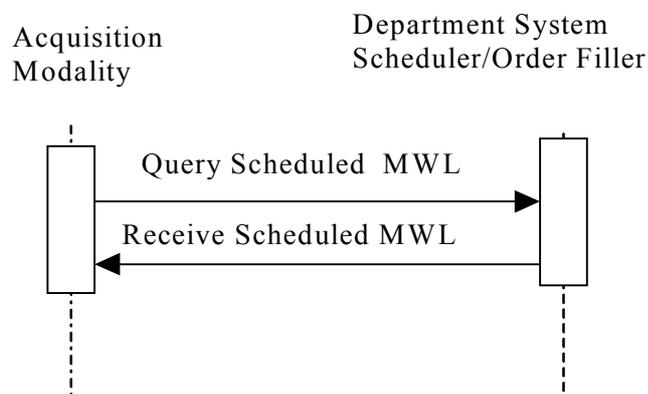 Acquisition
Modality
Department System
Scheduler/Order Filler
Query Scheduled MWL
Receive Scheduled MWL